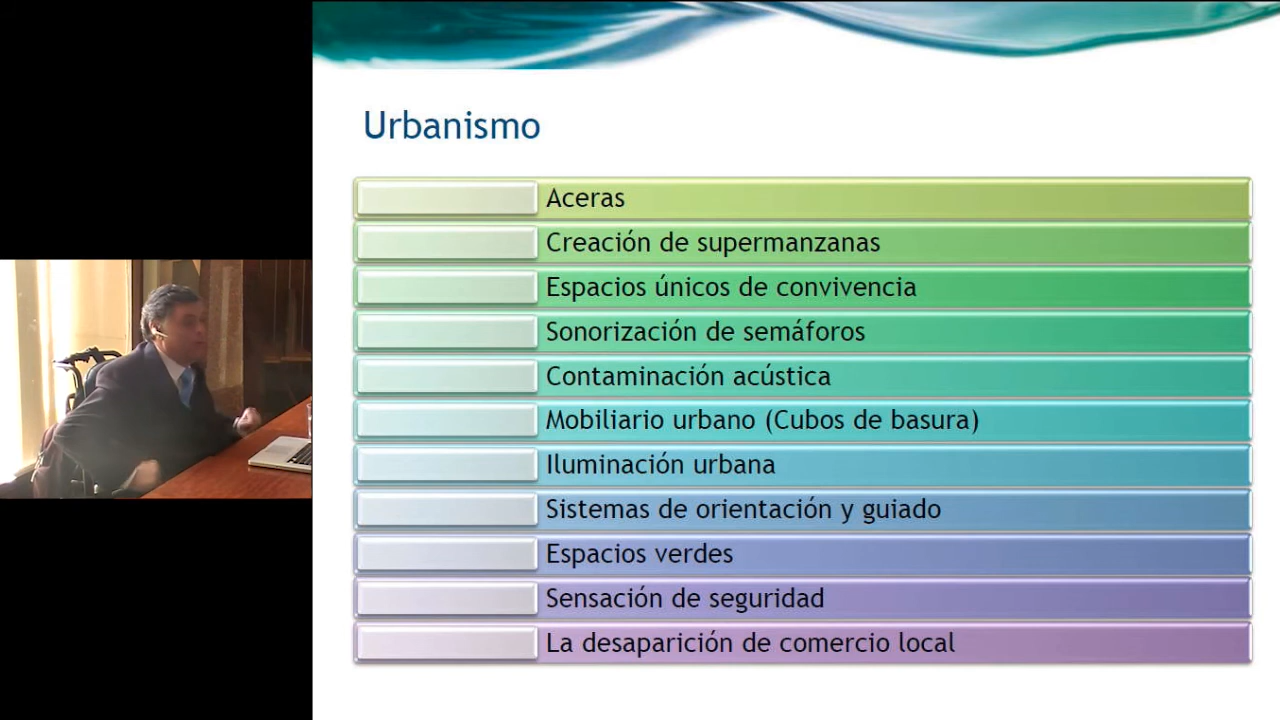 Urbanismo
Aceras
Creación de supermanzanas
Espacios únicos de convivencia
Sonorización de semáforos
Contaminación acústica
Mobiliario urbano (Cubos de basura)
Iluminación urbana
Sistemas de orientación y guiado
Espacios verdes
Sensación de seguridad
La desaparición de comercio local